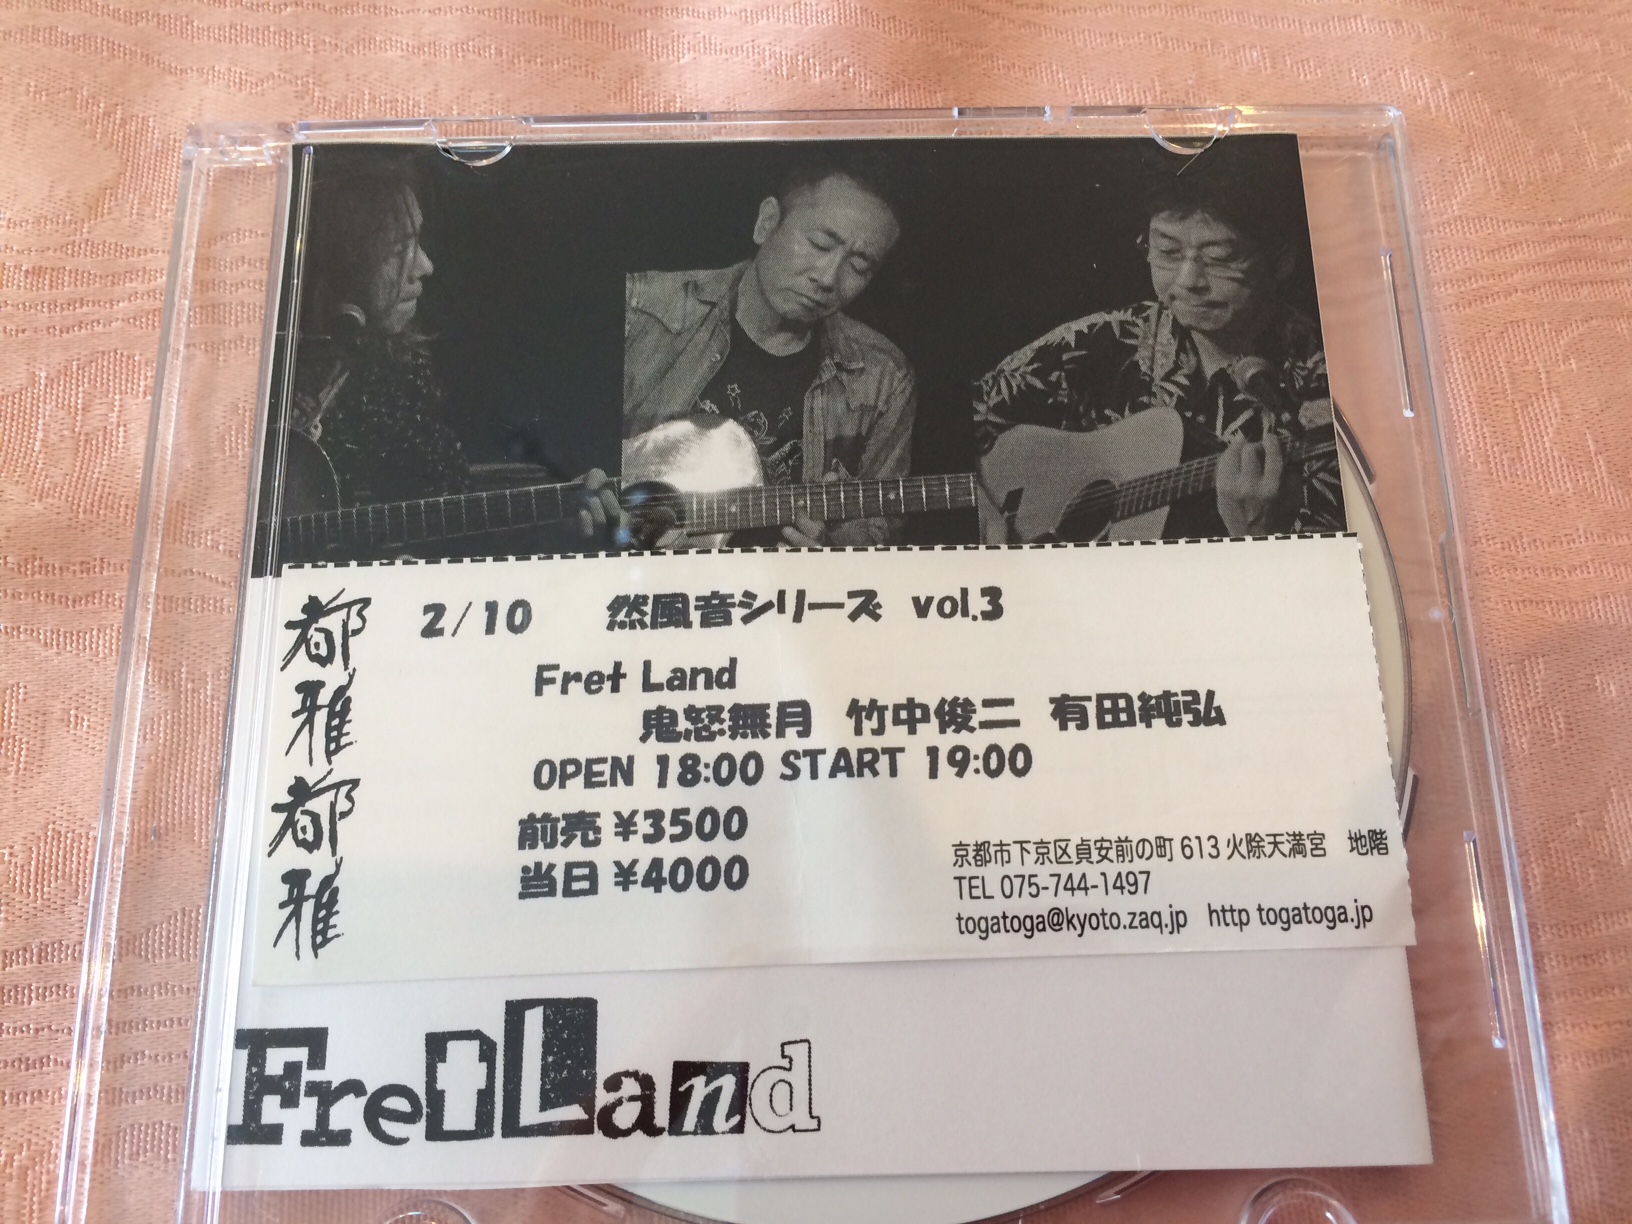 都雅都雅
2/10 然風音シリーズ vol.3
Fret Land
鬼怒無月 竹中俊二 有田純弘
OPEN 18:00 START 19:00
前売 ¥3500
当日 ¥4000
京都市下京区貞安前の町 613 火除天満宮 地階
TEL 075-744-1497
togatoga@kyoto.zaq.jp http togatoga.jp
FretLand